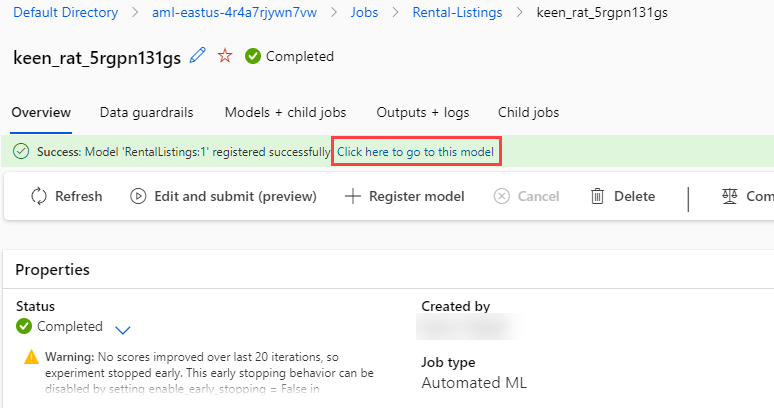 Default Directory > aml-eastus-4r4a7rjywn7vw > Jobs > Rental-Listings > keen_rat_5rgpn131gs
keen_rat_5rgpn131gs Completed
Overview Data guardrails Models + child jobs Outputs + logs Child jobs
Success: Model 'RentalListings:1' registered successfully Click here to go to this model
Refresh Edit and submit (preview) Register model Cancel Delete | Com
Properties
Status
Completed
Warning: No scores improved over last 20 iterations, so
experiment stopped early. This early stopping behavior can be
disabled by setting enable_early_stopping = False in
Created by
Job type
Automated ML